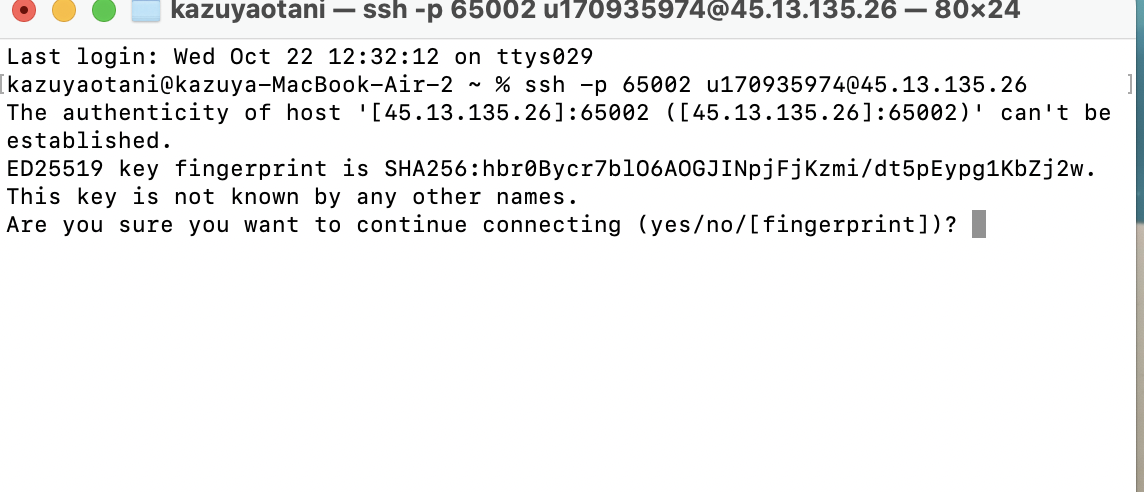 kazuyaotani — ssh -p 65002 u170935974@45.13.135.26 — 80×24
Last login: Wed Oct 22 12:32:12 on ttys029
[kazuyaotani@kazuya-MacBook-Air-2 ~ % ssh -p 65002 u170935974@45.13.135.26 ]
The authenticity of host '[45.13.135.26]:65002 ([45.13.135.26]:65002)' can't be
established.
ED25519 key fingerprint is SHA256:hbr0Bycr7blO6AOGJINpjFjKzmi/dt5pEypg1KbZj2w.
This key is not known by any other names.
Are you sure you want to continue connecting (yes/no/[fingerprint])?